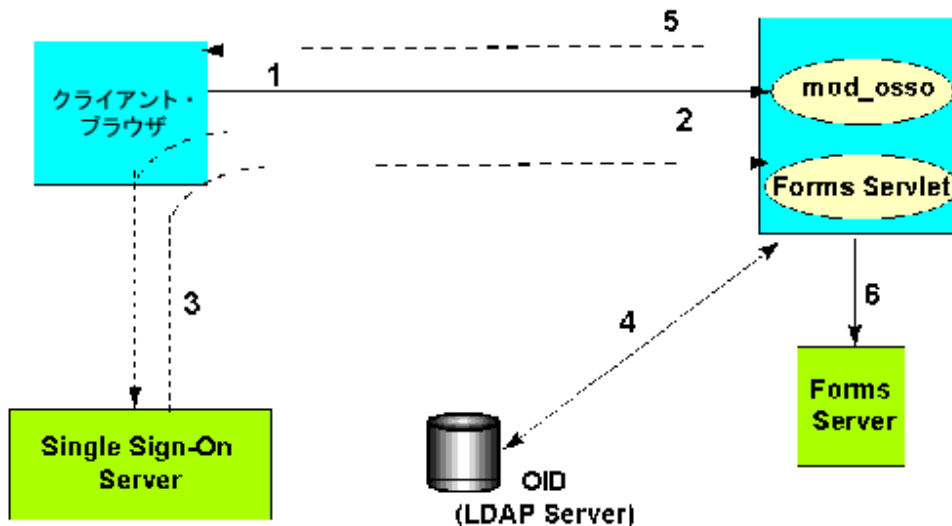 5
1
mod_osso
クライアント・
ブラウザ
2
Forms Servlet
3
4
6
Forms
Server
Single Sign-On
Server
OID
(LDAP Server)